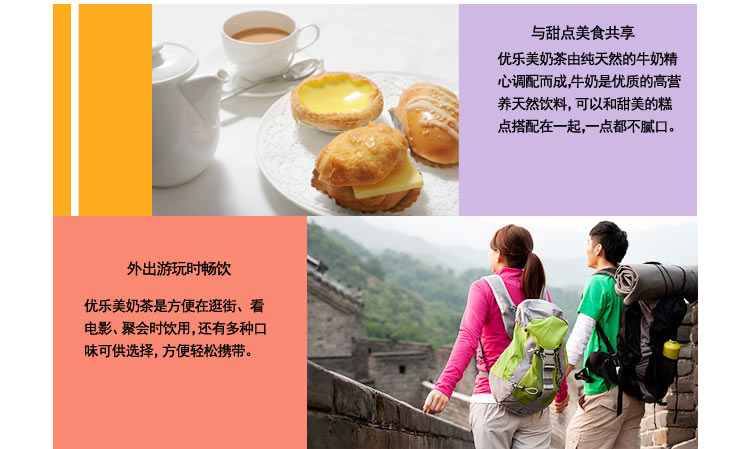 与甜点美食共享
优乐美奶茶由纯天然的牛奶精
心调配而成,牛奶是优质的高营
养天然饮料，可以和甜美的糕
点搭配在一起,一点都不腻口。
外出游玩时畅饮
优乐美奶茶是方便在逛街、看
电影、聚会时饮用,还有多种口
味可供选择，方便轻松携带。